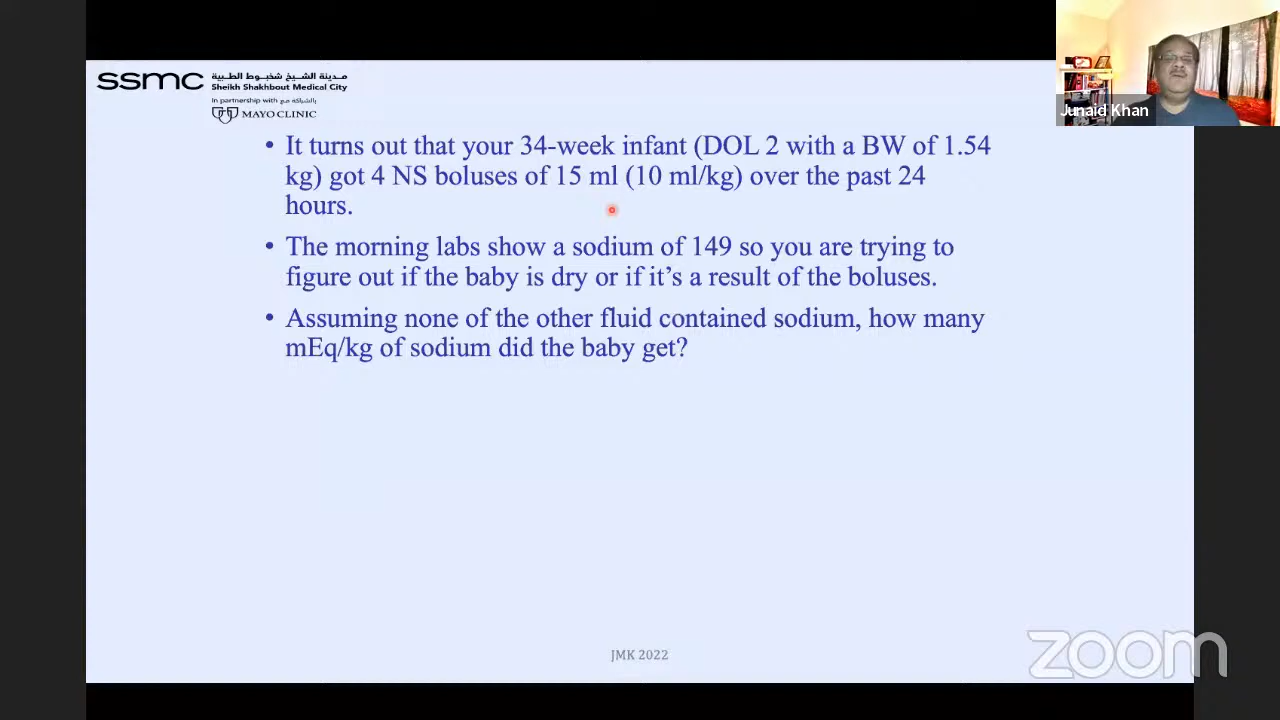 ssmc
مدينة الشيخ شخبوط الطبية
Sheikh Shakhbout Medical City
In partnership with بالشراكة مع
MAYO CLINIC
Junaid Khan
• It turns out that your 34-week infant (DOL 2 with a BW of 1.54
kg) got 4 NS boluses of 15 ml (10 ml/kg) over the past 24
hours.
• The morning labs show a sodium of 149 so you are trying to
figure out if the baby is dry or if it’s a result of the boluses.
• Assuming none of the other fluid contained sodium, how many
mEq/kg of sodium did the baby get?
JMK 2022
zoom